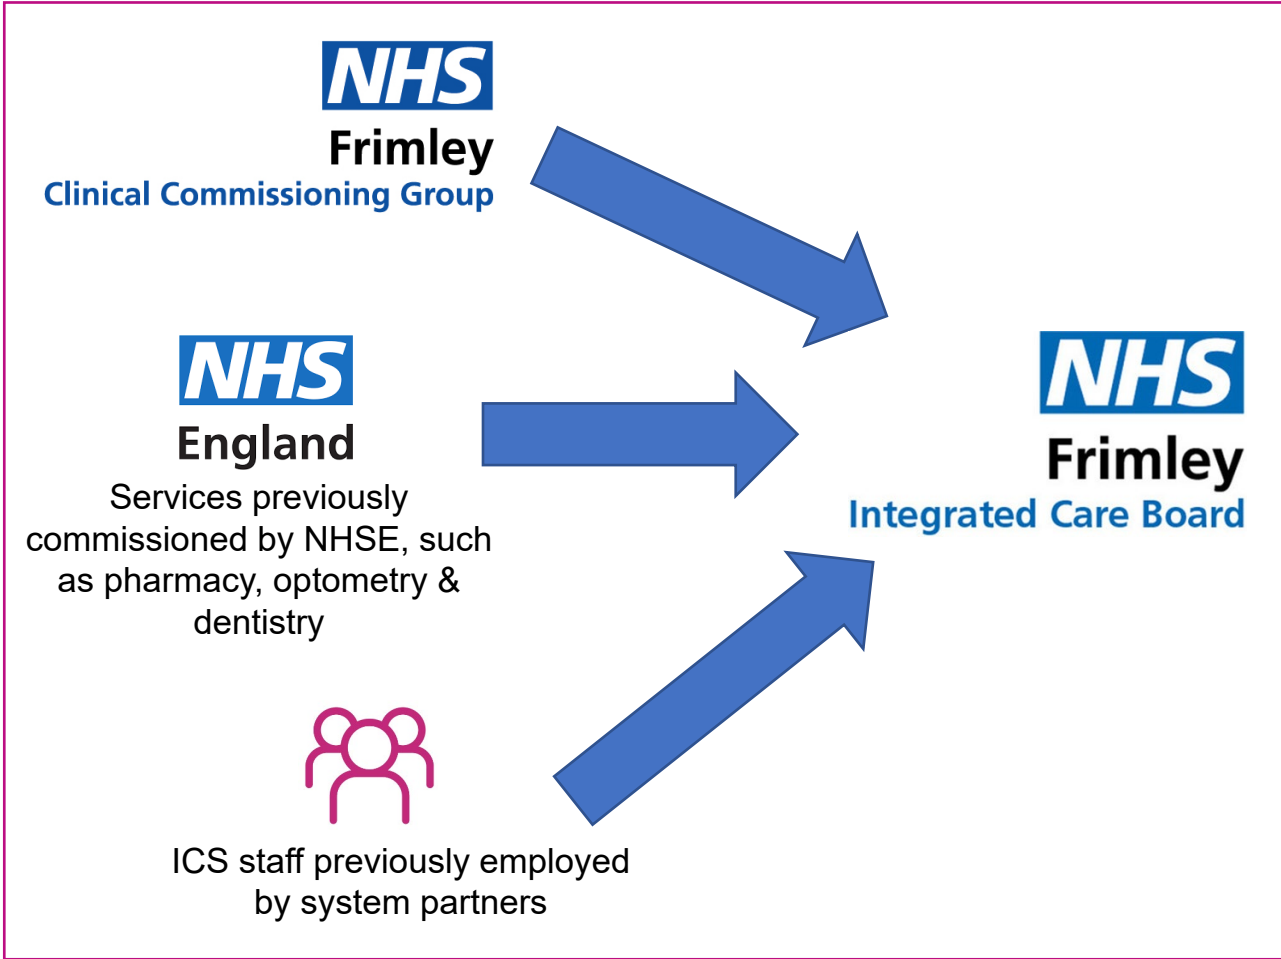 NHS
Frimley
Clinical Commissioning Group
NHS
England
Services previously
commissioned by NHSE, such
as pharmacy, optometry &
dentistry
ICS staff previously employed
by system partners
NHS
Frimley
Integrated Care Board